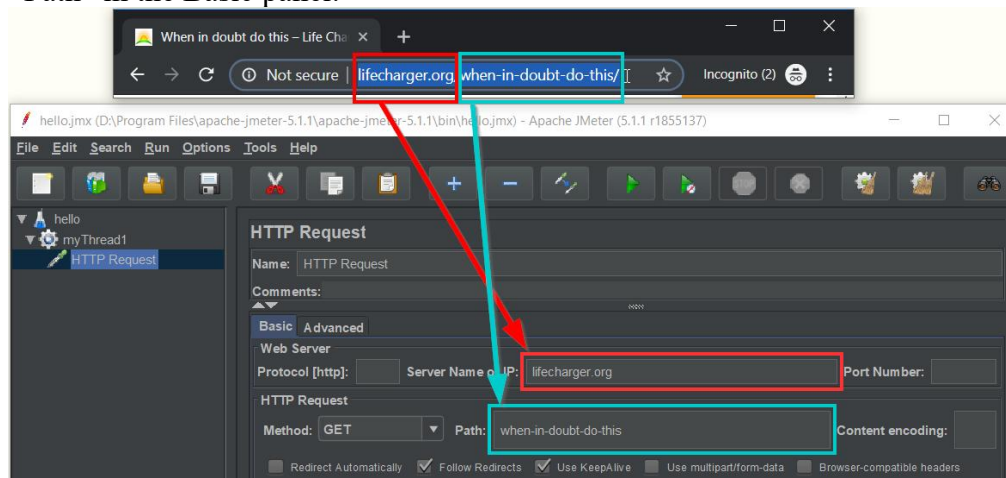 "Path" in the Basic panel.
When in doubt do this – Life Cha
Not secure | lifecharger.org/when-in-doubt-do-this/ Incognito (2)
hello.jmx (D:\Program Files\apache-jmeter-5.1.1\apache-jmeter-5.1.1\bin\hello.jmx) - Apache JMeter (5.1.1 r1855137)
File Edit Search Run Options Tools Help
hello
myThread1
HTTP Request
HTTP Request
Name: HTTP Request
Comments:
Basic Advanced
Web Server
Protocol [http]: Server Name or IP: lifecharger.org Port Number:
HTTP Request
Method: GET Path: when-in-doubt-do-this Content encoding:
Redirect Automatically Follow Redirects Use KeepAlive Use multipart/form-data Browser-compatible headers